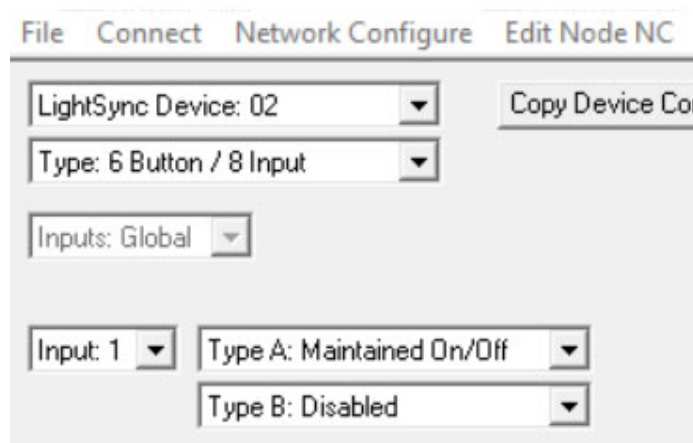 File Connect Network Configure Edit Node NC
LightSync Device: 02 Copy Device Co
Type: 6 Button / 8 Input
Inputs: Global
Input: 1 Type A: Maintained On/Off
Type B: Disabled